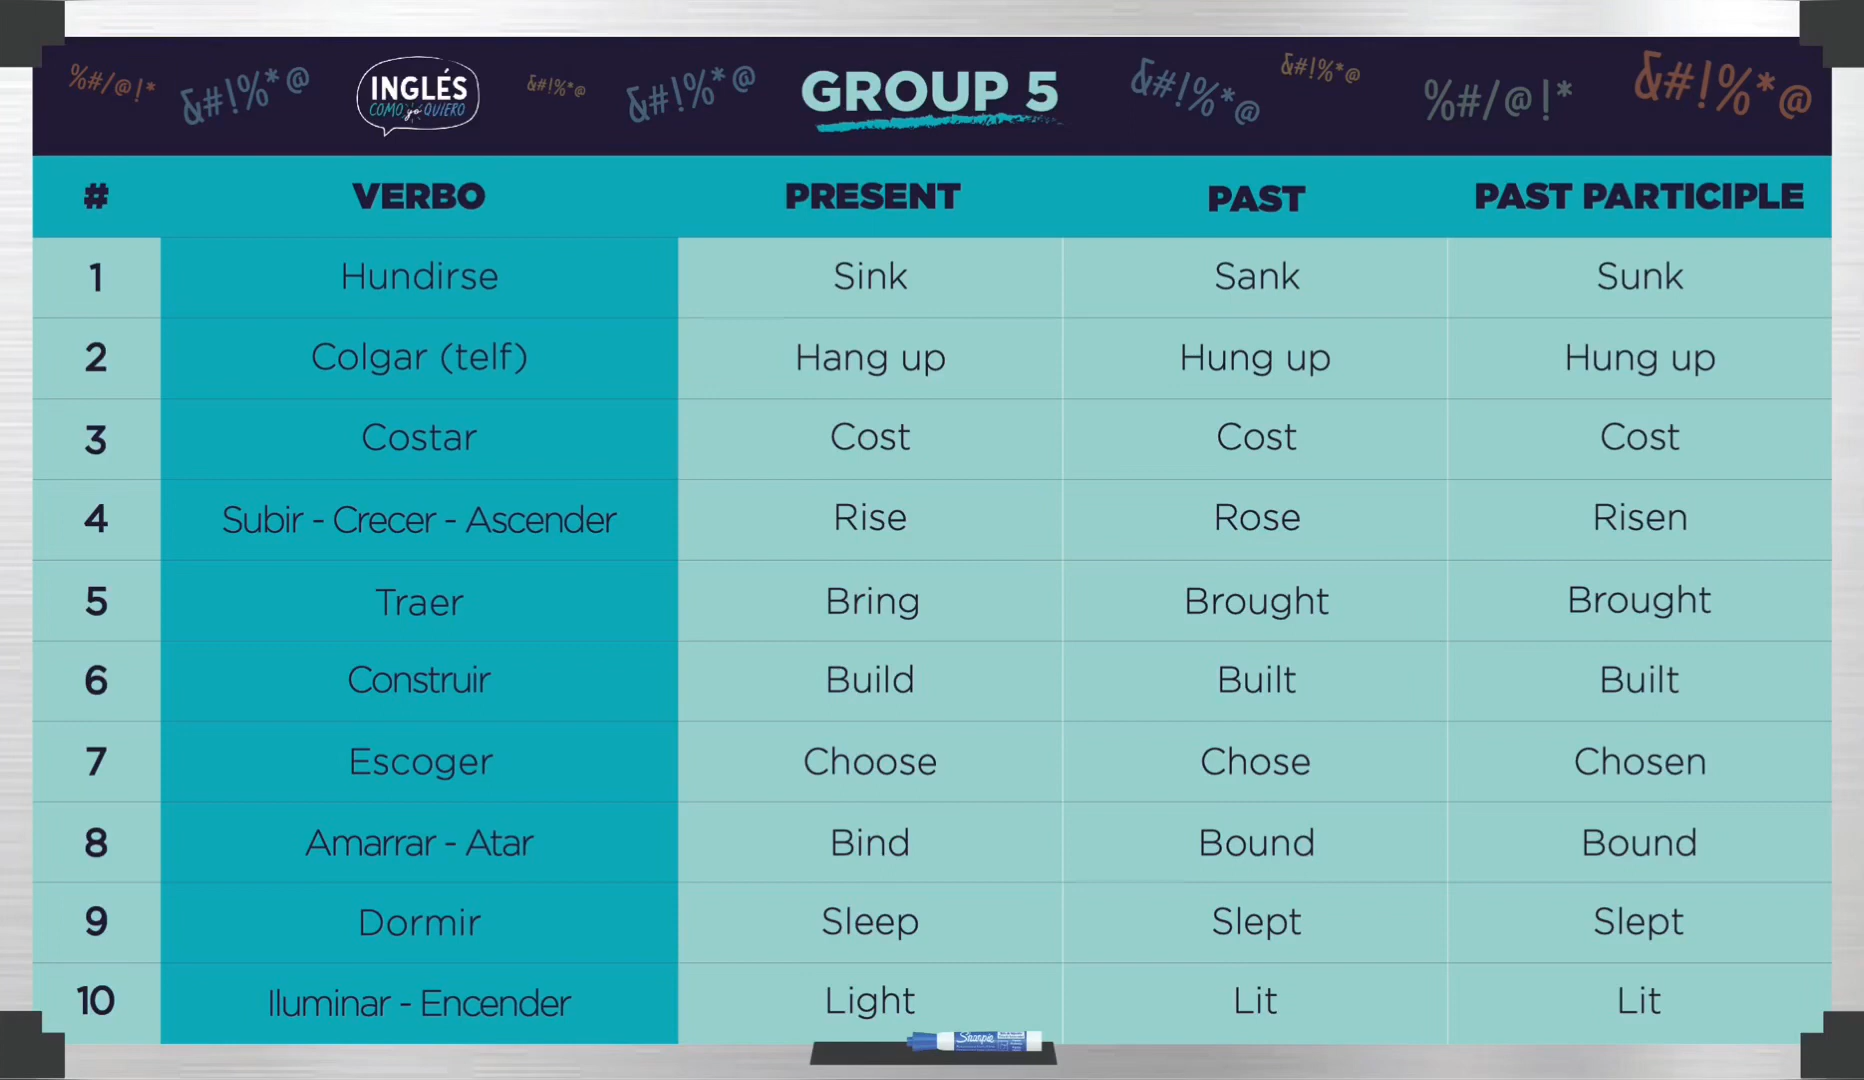 %#/@!* &#!%*@ INGLÉS &#!%*@ &#!%*@ GROUP 5 &#!%*@ &#!%*@ %#/@!* &#!%*@
COMO yo QUIERO
# VERBO PRESENT PAST PAST PARTICIPLE
1 Hundirse Sink Sank Sunk
2 Colgar (telf) Hang up Hung up Hung up
3 Costar Cost Cost Cost
4 Subir - Crecer - Ascender Rise Rose Risen
5 Traer Bring Brought Brought
6 Construir Build Built Built
7 Escoger Choose Chose Chosen
8 Amarrar - Atar Bind Bound Bound
9 Dormir Sleep Slept Slept
10 Iluminar - Encender Light Lit Lit
Sharpie